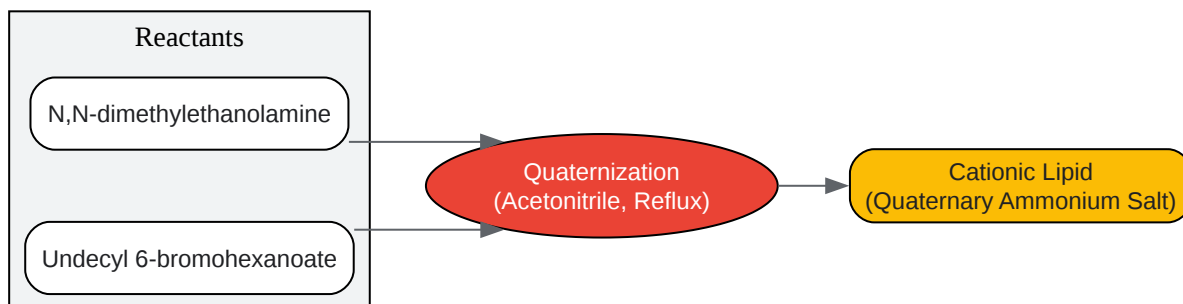 Reactants
N,N-dimethylethanolamine
Undecyl 6-bromohexanoate
Quaternization
(Acetonitrile, Reflux)
Cationic Lipid
(Quaternary Ammonium Salt)